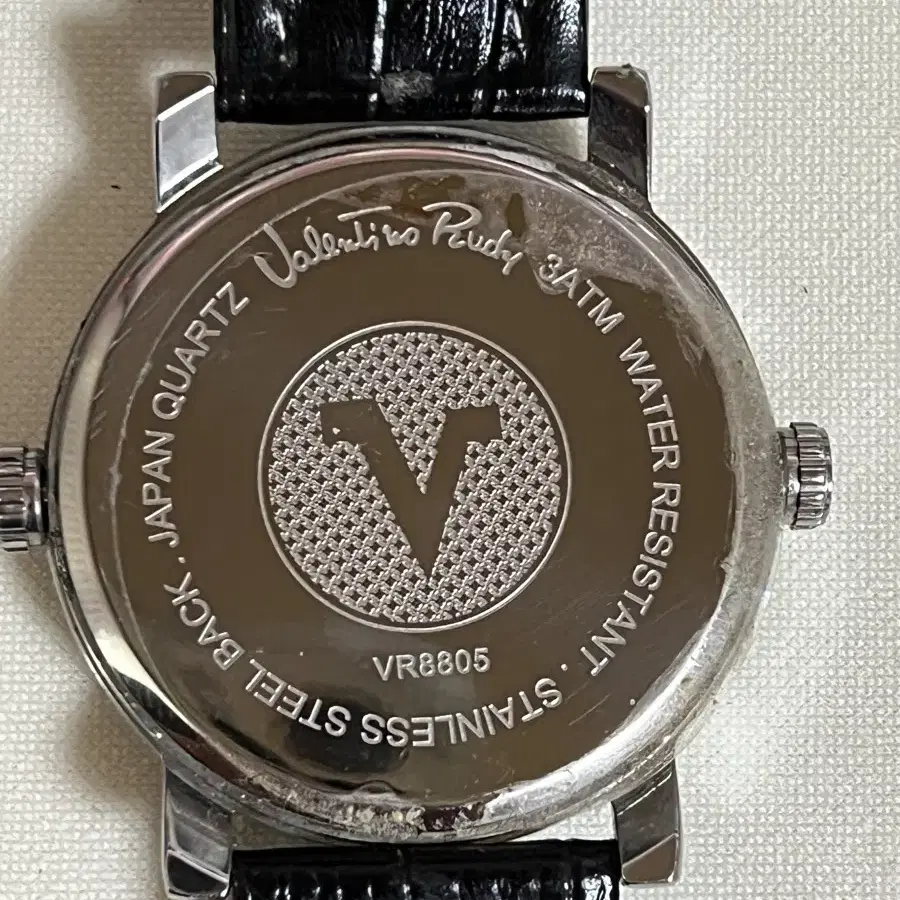 Valentino Rudy
3ATM WATER RESISTANT . STAINLESS STEEL BACK . JAPAN QUARTZ
V
VR8805